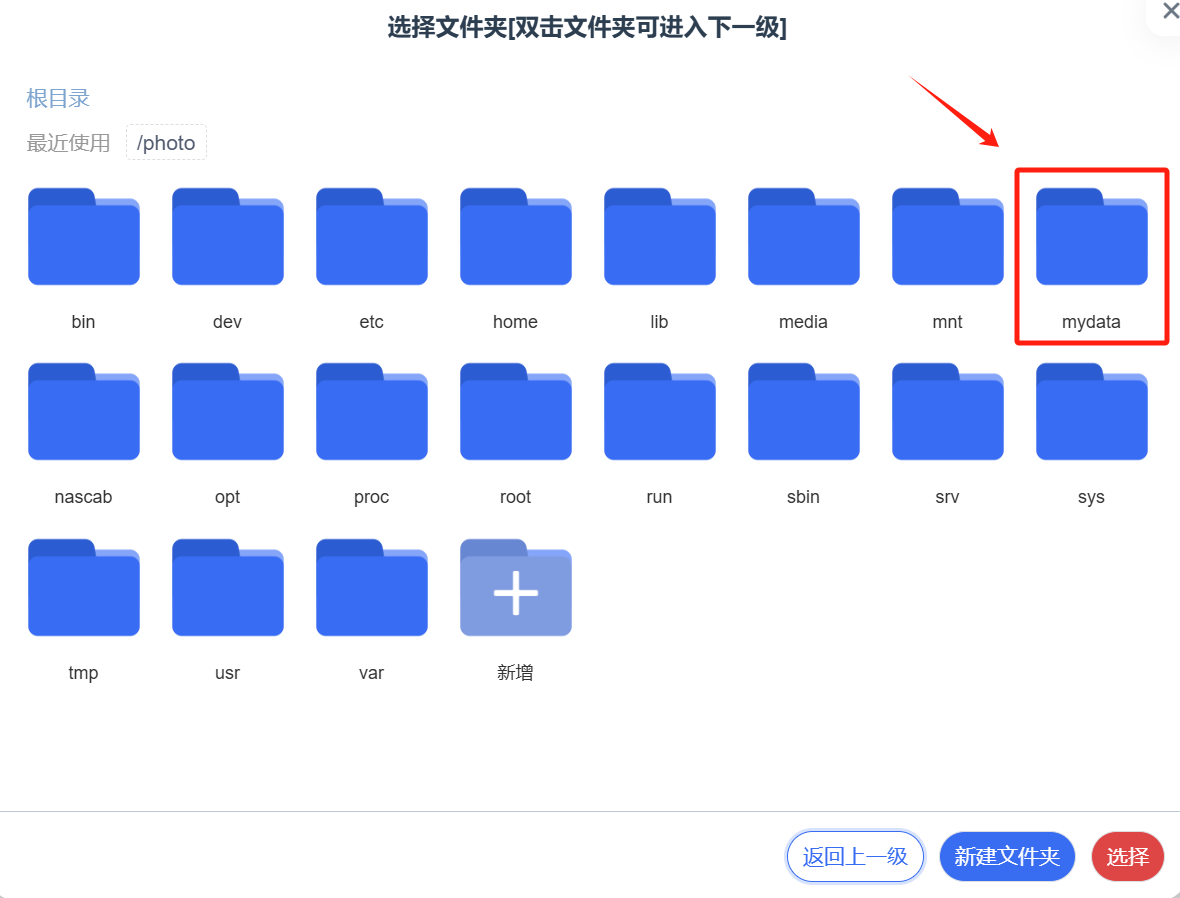 选择文件夹[双击文件夹可进入下一级]
根目录
最近使用 /photo
bin dev etc home lib media mnt mydata
nascab opt proc root run sbin srv sys
tmp usr var 新增
返回上一级 新建文件夹 选择